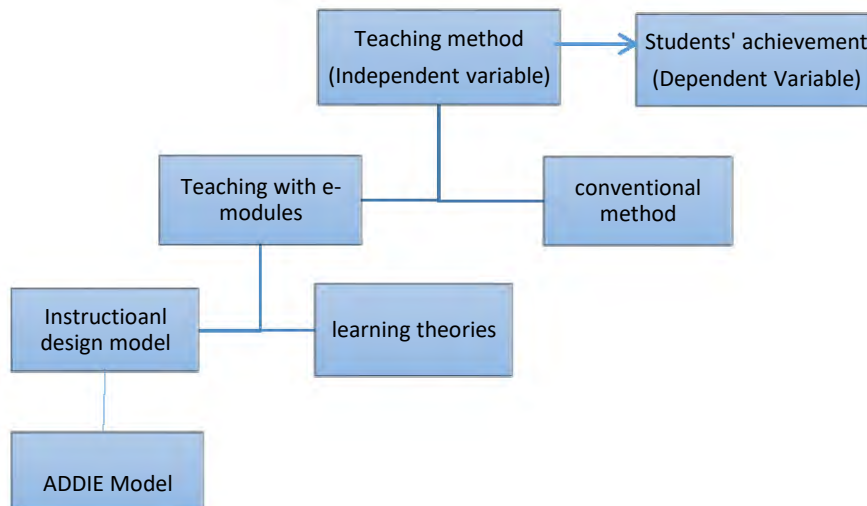 Teaching method
(Independent variable)
Students' achievement
(Dependent Variable)
Teaching with e-
modules
conventional
method
Instructioanl
design model
learning theories
ADDIE Model